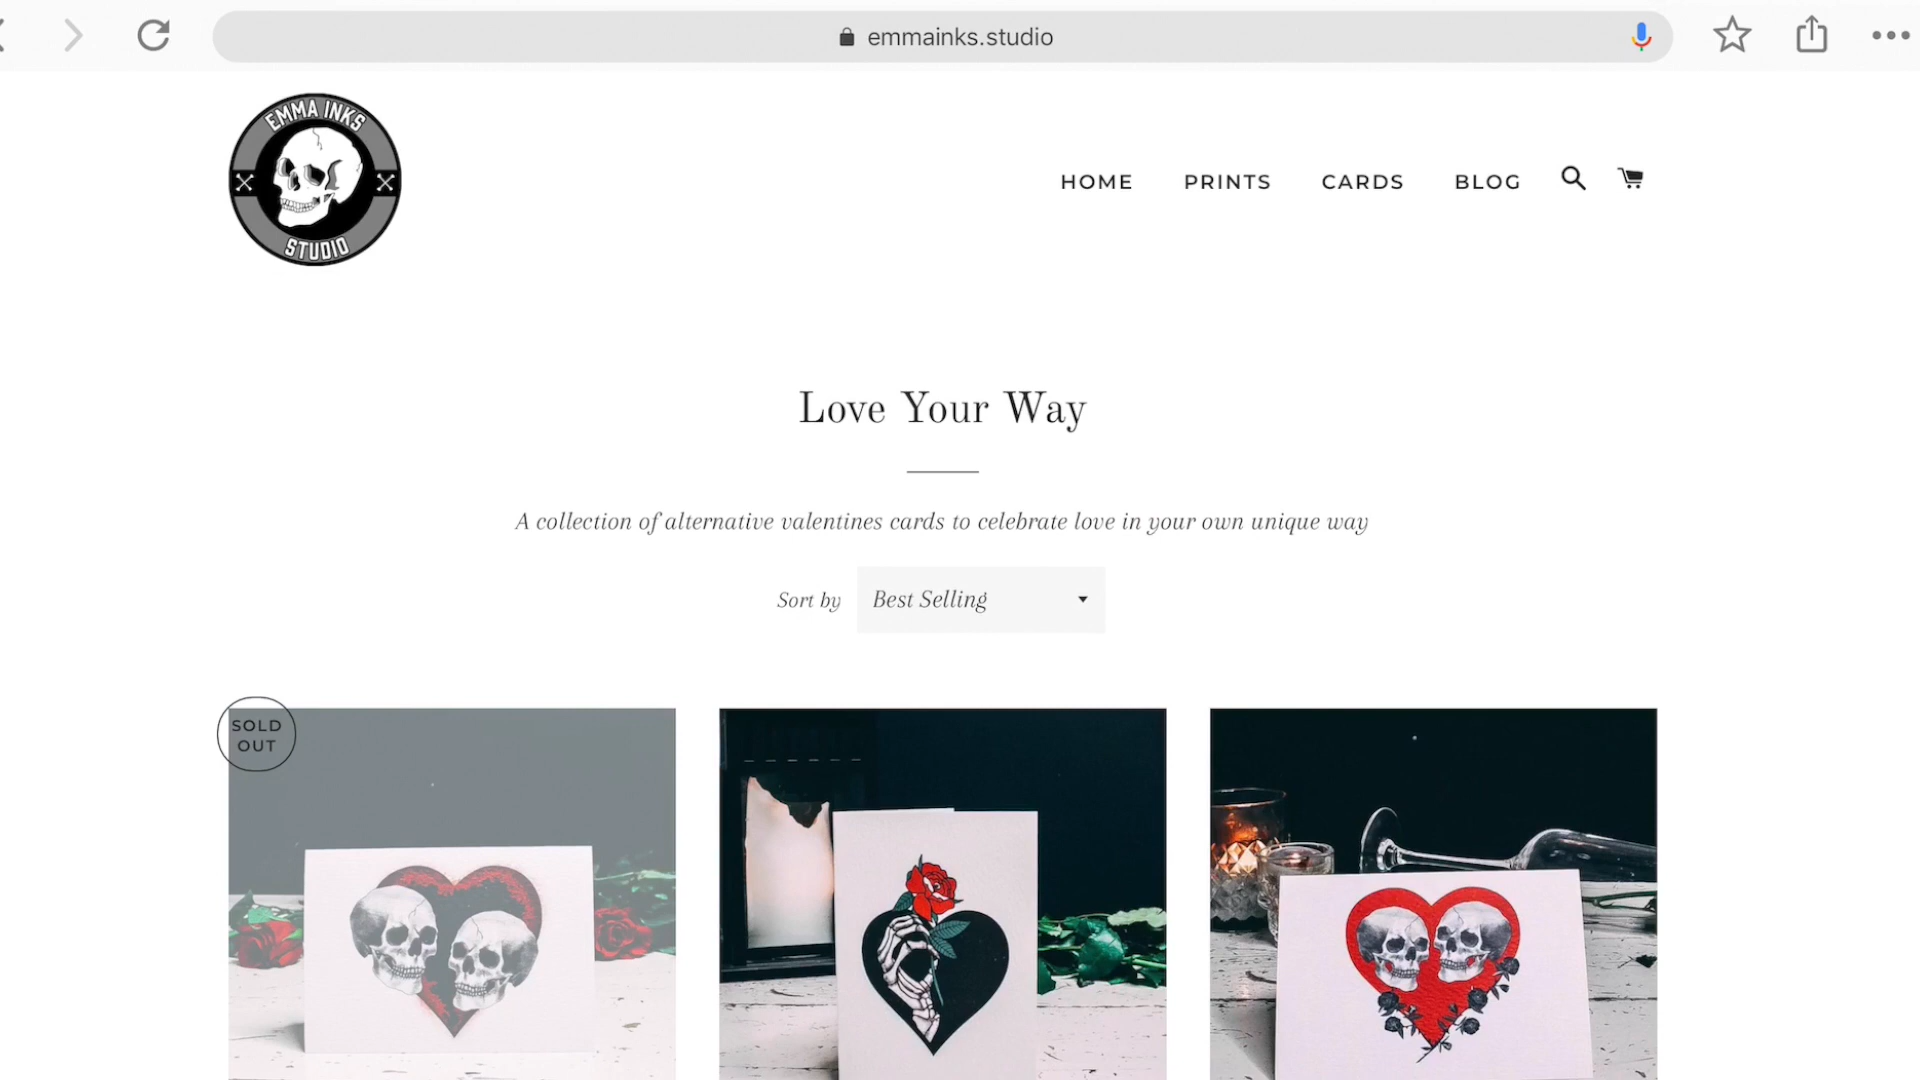 emmainks.studio
EMMA INKS
STUDIO
HOME PRINTS CARDS BLOG
Love Your Way
A collection of alternative valentines cards to celebrate love in your own unique way
Sort by Best Selling
SOLD
OUT